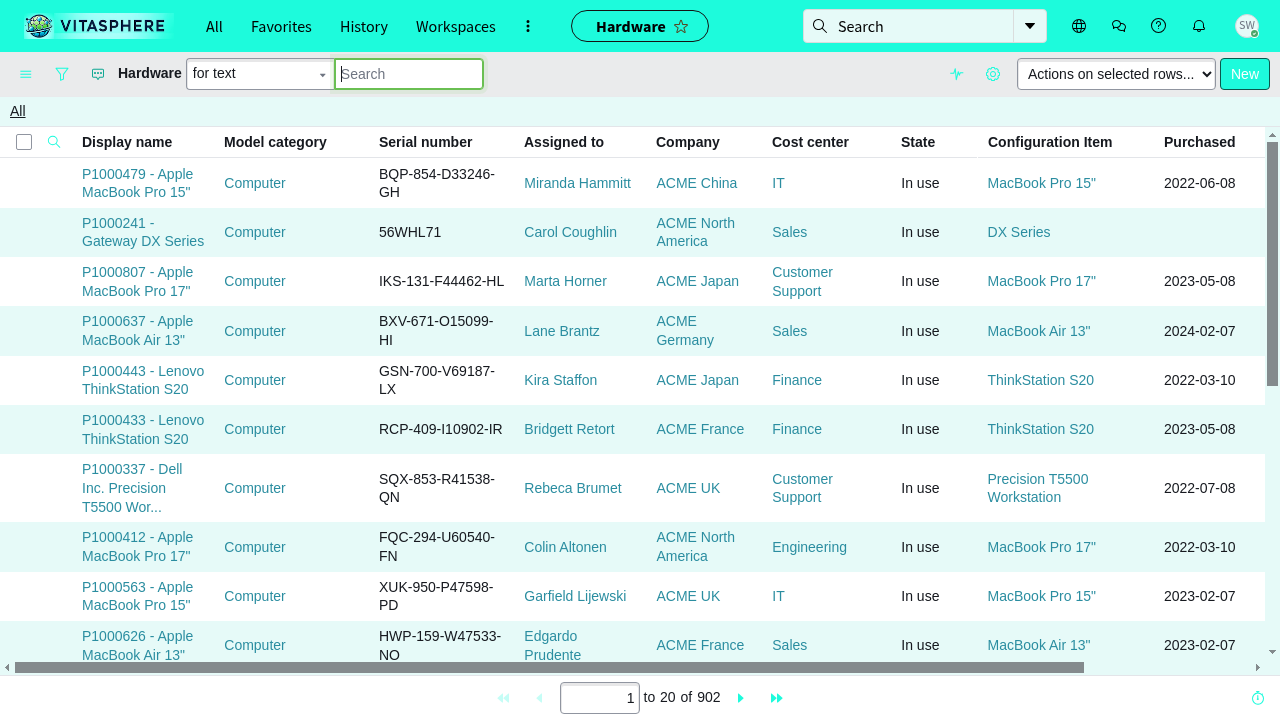 VITASPHERE All Favorites History Workspaces Hardware Search SW
Hardware for text Search Actions on selected rows... New
All
Display name Model category Serial number Assigned to Company Cost center State Configuration Item Purchased
P1000479 - Apple MacBook Pro 15" Computer BQP-854-D33246-GH Miranda Hammitt ACME China IT In use MacBook Pro 15" 2022-06-08
P1000241 - Gateway DX Series Computer 56WHL71 Carol Coughlin ACME North America Sales In use DX Series
P1000807 - Apple MacBook Pro 17" Computer IKS-131-F44462-HL Marta Horner ACME Japan Customer Support In use MacBook Pro 17" 2023-05-08
P1000637 - Apple MacBook Air 13" Computer BXV-671-O15099-HI Lane Brantz ACME Germany Sales In use MacBook Air 13" 2024-02-07
P1000443 - Lenovo ThinkStation S20 Computer GSN-700-V69187-LX Kira Staffon ACME Japan Finance In use ThinkStation S20 2022-03-10
P1000433 - Lenovo ThinkStation S20 Computer RCP-409-I10902-IR Bridgett Retort ACME France Finance In use ThinkStation S20 2023-05-08
P1000337 - Dell Inc. Precision T5500 Wor... Computer SQX-853-R41538-QN Rebeca Brumet ACME UK Customer Support In use Precision T5500 Workstation 2022-07-08
P1000412 - Apple MacBook Pro 17" Computer FQC-294-U60540-FN Colin Altonen ACME North America Engineering In use MacBook Pro 17" 2022-03-10
P1000563 - Apple MacBook Pro 15" Computer XUK-950-P47598-PD Garfield Lijewski ACME UK IT In use MacBook Pro 15" 2023-02-07
P1000626 - Apple MacBook Air 13" Computer HWP-159-W47533-NO Edgardo Prudente ACME France Sales In use MacBook Air 13" 2023-02-07
1 to 20 of 902